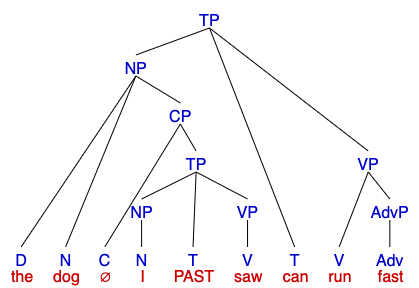 TP
NP
CP
TP VP
NP VP AdvP
D N C N T V T V Adv
the dog ∅ I PAST saw can run fast